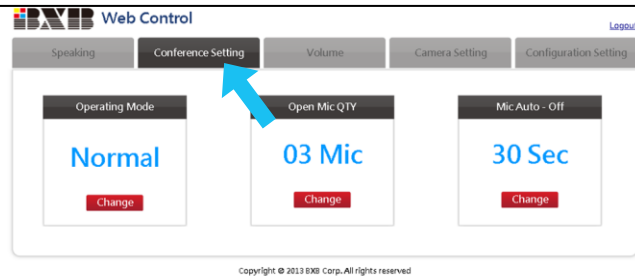 BXB Web Control
Logout
Speaking Conference Setting Volume Camera Setting Configuration Setting
Operating Mode Open Mic QTY Mic Auto - Off
Normal 03 Mic 30 Sec
Change Change Change
Copyright © 2013 BXB Corp. All rights reserved